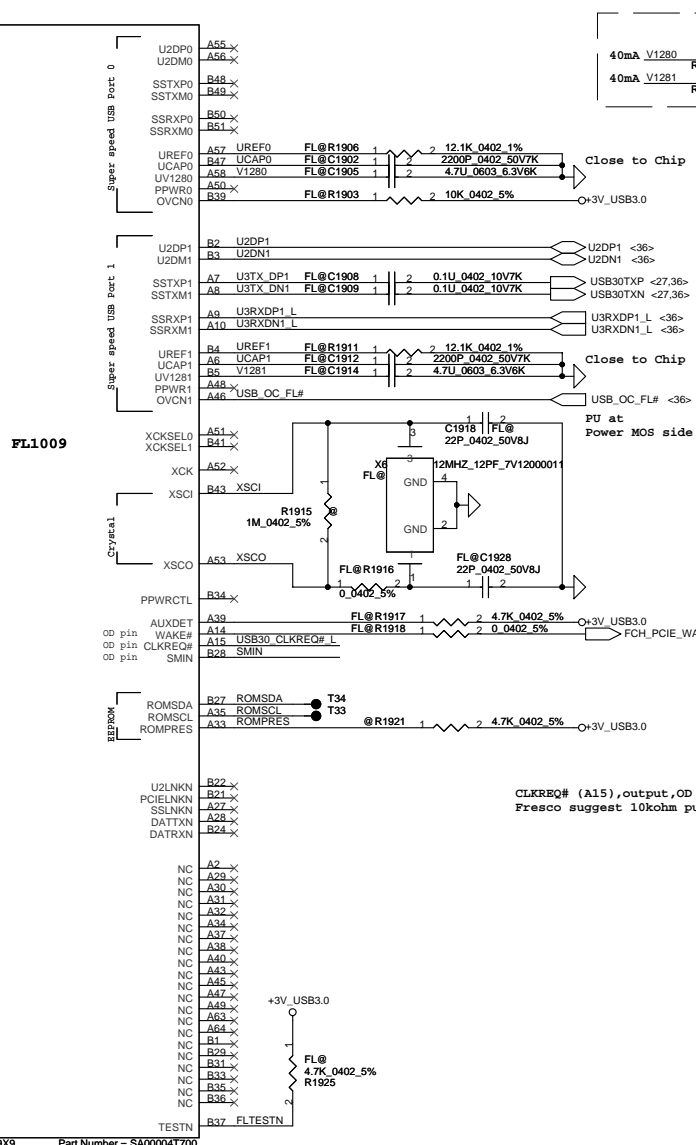 40mA V1280
R
40mA V1281
R
Super speed USB Port 0
U2DP0 A55
U2DM0 A56
SSTXP0 B48
SSTXM0 B49
SSRXP0 B50
SSRXM0 B51
UREF0 A57 UREF0 FL@R1906 1 2 12.1K_0402_1%
UCAP0 B47 UCAP0 FL@C1902 1 2 2200P_0402_50V7K
UV1280 A58 V1280 FL@C1905 1 2 4.7U_0603_6.3V6K
Close to Chip
PPWR0 A50
OVCN0 B39 FL@R1903 1 2 10K_0402_5% +3V_USB3.0
Super speed USB Port 1
U2DP1 B2 U2DP1 U2DP1 <36>
U2DM1 B3 U2DN1 U2DN1 <36>
SSTXP1 A7 U3TX_DP1 FL@C1908 1 2 0.1U_0402_10V7K USB30TXP <27,36>
SSTXM1 A8 U3TX_DN1 FL@C1909 1 2 0.1U_0402_10V7K USB30TXN <27,36>
SSRXP1 A9 U3RXDP1_L U3RXDP1_L <36>
SSRXM1 A10 U3RXDN1_L U3RXDN1_L <36>
UREF1 B4 UREF1 FL@R1911 1 2 12.1K_0402_1%
UCAP1 A6 UCAP1 FL@C1912 1 2 2200P_0402_50V7K
UV1281 B5 V1281 FL@C1914 1 2 4.7U_0603_6.3V6K
Close to Chip
PPWR1 A48
OVCN1 A46 USB_OC_FL# USB_OC_FL# <36>
PU at
Power MOS side
FL1009
XCKSEL0 A51
XCKSEL1 B41
XCK A52
Crystal
XSCI B43 XSCI
XSCO A53 XSCO
R1915 @
1M_0402_5%
1
2
C1918 FL@
22P_0402_50V8J
1 2
X6
FL@
12MHZ_12PF_7V12000011
3
3
GND 4
GND 2
1
1
FL@R1916
1 2
0_0402_5%
FL@C1928
22P_0402_50V8J
1 2
PPWRCTL B34
AUXDET A39 FL@R1917 1 2 4.7K_0402_5% +3V_USB3.0
OD pin WAKE# A14 FL@R1918 1 2 0_0402_5% FCH_PCIE_WA
OD pin CLKREQ# A15 USB30_CLKREQ#_L
OD pin SMIN B28 SMIN
EEPROM
ROMSDA B27 ROMSDA T34
ROMSCL A35 ROMSCL T33
ROMPRES A33 @R1921 1 2 4.7K_0402_5% +3V_USB3.0
U2LNKN B22
PCIELNKN B21
SSLNKN A27
DATTXN A28
DATRXN B24
CLKREQ# (A15),output,OD
Fresco suggest 10kohm pu
NC A2
NC A29
NC A30
NC A31
NC A32
NC A34
NC A37
NC A38
NC A40
NC A43
NC A45
NC A47
NC A49
NC A63
NC A64
NC B1
NC B29
NC B31
NC B33
NC B35
NC B36
+3V_USB3.0
1
FL@
4.7K_0402_5%
R1925
2
TESTN B37 FLTESTN
9X9 Part Number = SA00004T700